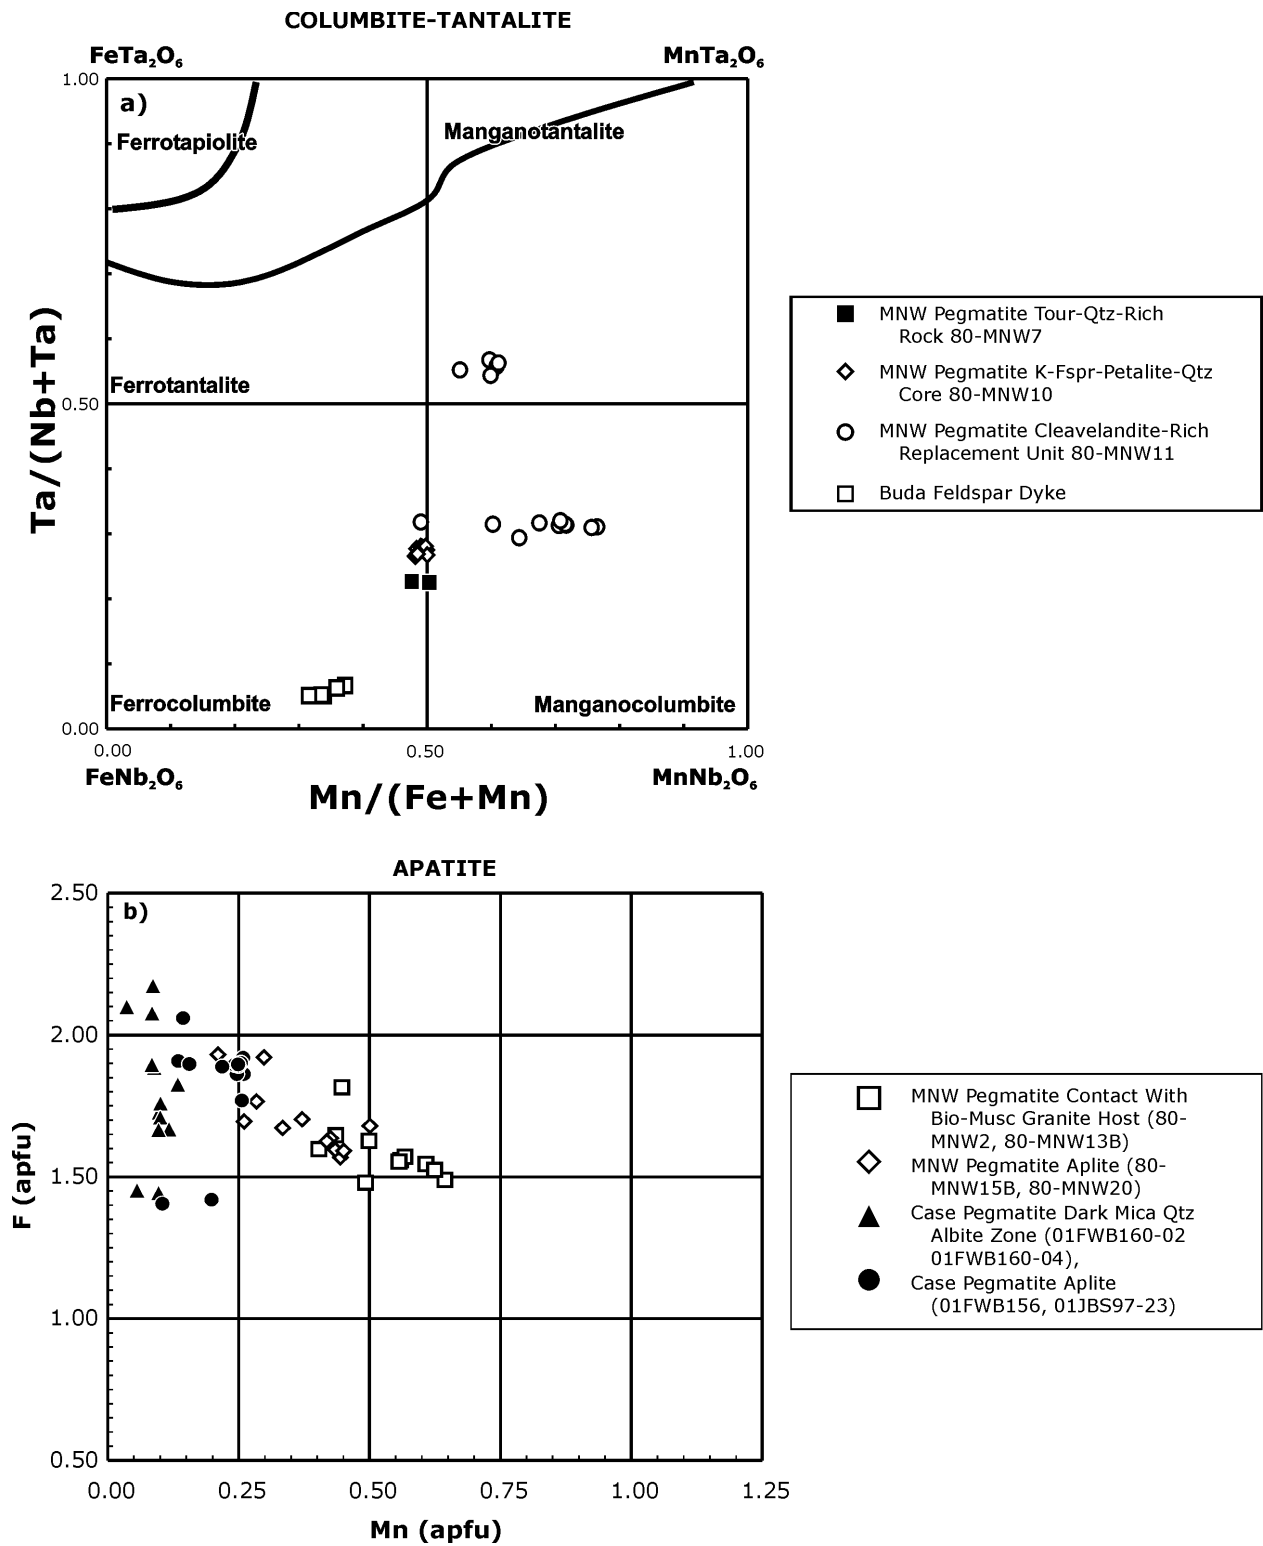 COLUMBITE-TANTALITE
FeTa₂O₆
MnTa₂O₆
1.00
a)
Ferrotapiolite
Manganotantalite
Ta/(Nb+Ta)
Ferrotantalite
0.50
Ferrocolumbite
Manganocolumbite
0.00
0.00
0.50
1.00
FeNb₂O₆
MnNb₂O₆
Mn/(Fe+Mn)
MNW Pegmatite Tour-Qtz-Rich
Rock 80-MNW7
MNW Pegmatite K-Fspr-Petalite-Qtz
Core 80-MNW10
MNW Pegmatite Cleavelandite-Rich
Replacement Unit 80-MNW11
Buda Feldspar Dyke
APATITE
2.50
b)
2.00
1.50
F (apfu)
1.00
0.50
0.00
0.25
0.50
0.75
1.00
1.25
Mn (apfu)
MNW Pegmatite Contact With
Bio-Musc Granite Host (80-
MNW2, 80-MNW13B)
MNW Pegmatite Aplite (80-
MNW15B, 80-MNW20)
Case Pegmatite Dark Mica Qtz
Albite Zone (01FWB160-02
01FWB160-04),
Case Pegmatite Aplite
(01FWB156, 01JBS97-23)